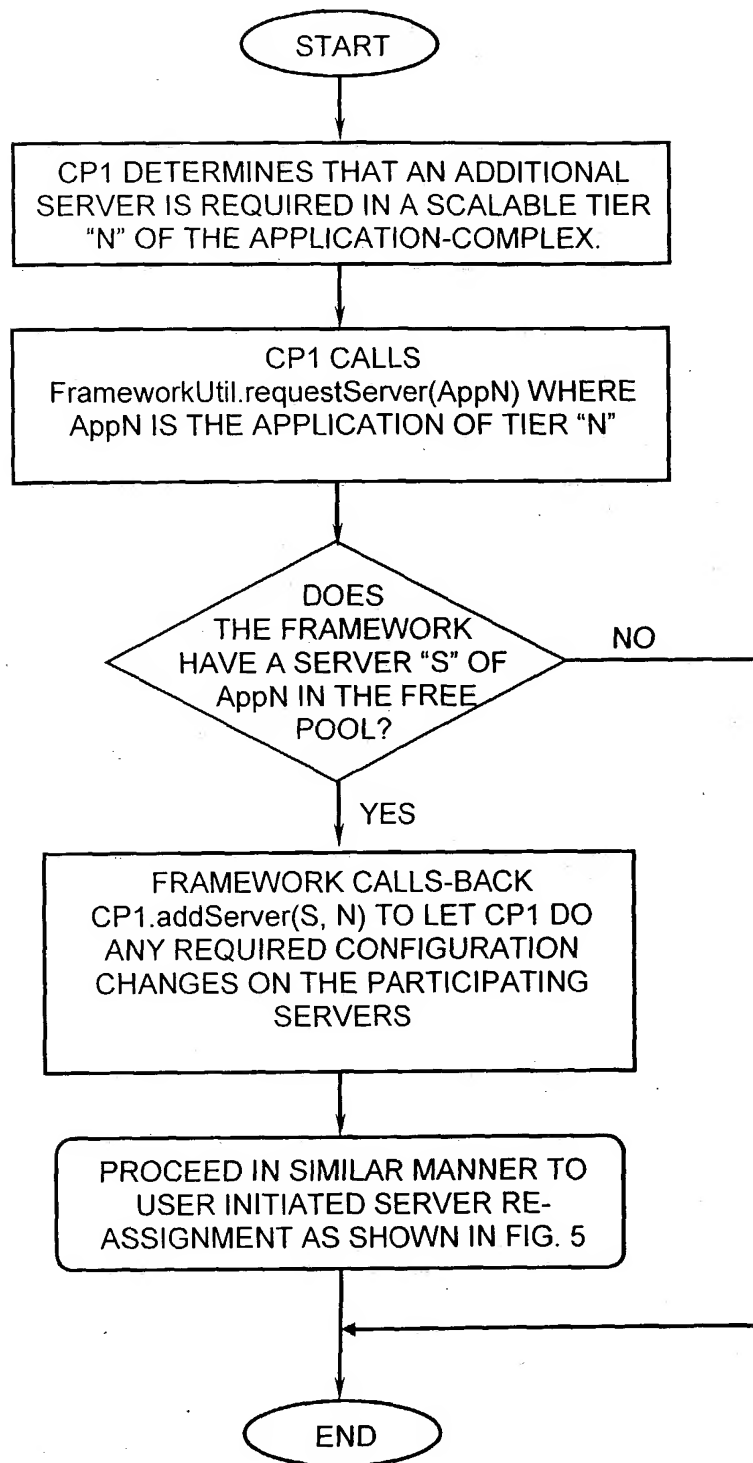 START
CP1 DETERMINES THAT AN ADDITIONAL
SERVER IS REQUIRED IN A SCALABLE TIER
“N” OF THE APPLICATION-COMPLEX.
CP1 CALLS
FrameworkUtil.requestServer(AppN) WHERE
AppN IS THE APPLICATION OF TIER “N”
DOES
THE FRAMEWORK
HAVE A SERVER “S” OF
AppN IN THE FREE
POOL?
NO
YES
FRAMEWORK CALLS-BACK
CP1.addServer(S, N) TO LET CP1 DO
ANY REQUIRED CONFIGURATION
CHANGES ON THE PARTICIPATING
SERVERS
PROCEED IN SIMILAR MANNER TO
USER INITIATED SERVER RE-
ASSIGNMENT AS SHOWN IN FIG. 5
END